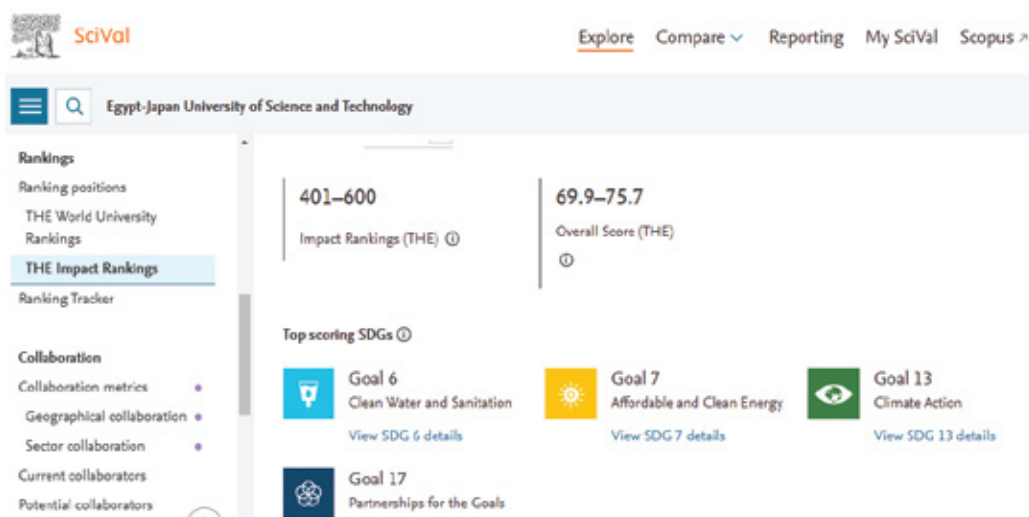 SciVal
Explore Compare Reporting My SciVal Scopus
Egypt-Japan University of Science and Technology
Rankings
Ranking positions
THE World University
Rankings
THE Impact Rankings
Ranking Tracker
Collaboration
Collaboration metrics
Geographical collaboration
Sector collaboration
Current collaborators
Potential collaborators
401–600
Impact Rankings (THE)
69.9–75.7
Overall Score (THE)
Top scoring SDGs
Goal 6
Clean Water and Sanitation
View SDG 6 details
Goal 7
Affordable and Clean Energy
View SDG 7 details
Goal 13
Climate Action
View SDG 13 details
Goal 17
Partnerships for the Goals